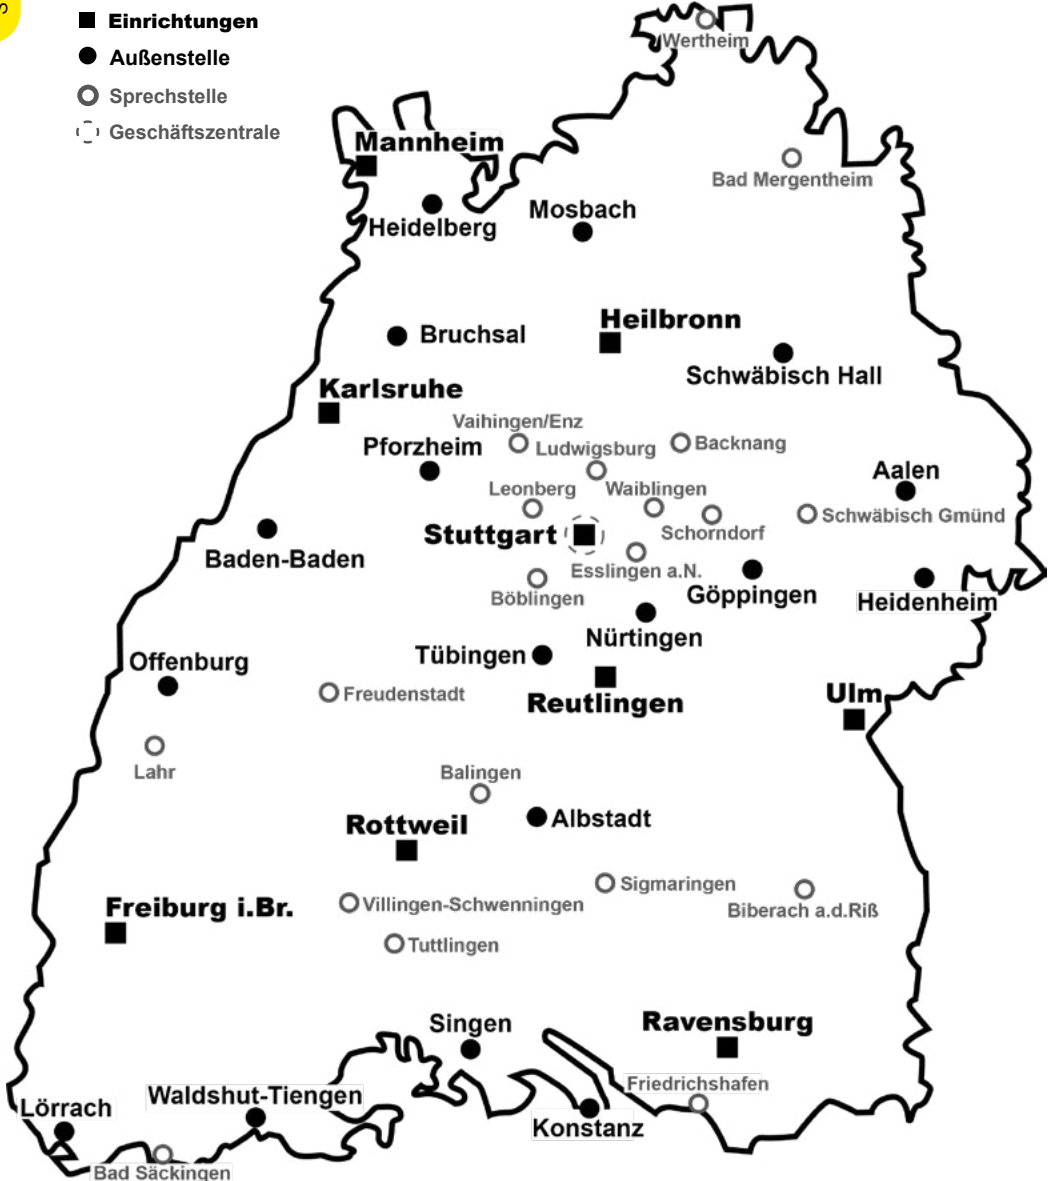 Einrichtungen
Außenstelle
Sprechstelle
Geschäftszentrale
Wertheim
Mannheim
Bad Mergentheim
Heidelberg
Mosbach
Bruchsal
Heilbronn
Schwäbisch Hall
Karlsruhe
Vaihingen/Enz
Pforzheim
Ludwigsburg
Backnang
Aalen
Leonberg
Waiblingen
Schwäbisch Gmünd
Stuttgart
Schorndorf
Baden-Baden
Esslingen a.N.
Böblingen
Göppingen
Heidenheim
Nürtingen
Tübingen
Offenburg
Freudenstadt
Reutlingen
Ulm
Lahr
Balingen
Albstadt
Rottweil
Sigmaringen
Villingen-Schwenningen
Biberach a.d.Riß
Freiburg i.Br.
Tuttlingen
Singen
Ravensburg
Friedrichshafen
Waldshut-Tiengen
Lörrach
Konstanz
Bad Säckingen